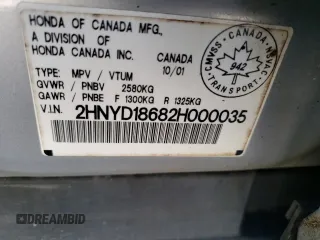 HONDA OF CANADA MFG.,
A DIVISION OF
HONDA CANADA INC. CANADA
10/01
TYPE: MPV / VTUM
GVWR / PNBV 2580KG
GAWR / PNBE F 1300KG R 1325KG
V.I.N. 2HNYD18682H000035
CMVSS NSVAC
942
TRANSPORT
DREAMBID